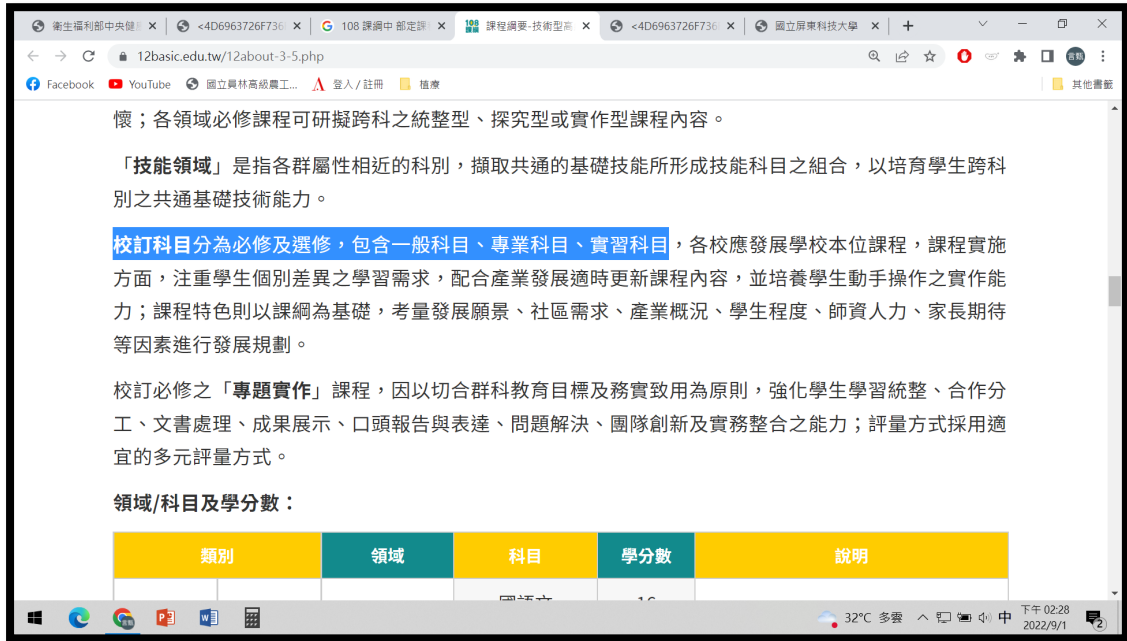 衛生福利部中央健
<4D6963726F736
108 課綱中 部定課
課程綱要-技術型高
<4D6963726F736
國立屏東科技大學
12basic.edu.tw/12about-3-5.php
Facebook YouTube 國立員林高級農工... 登入 / 註冊 植療 其他書籤
懷；各領域必修課程可研擬跨科之統整型、探究型或實作型課程內容。
「技能領域」是指各群屬性相近的科別，擷取共通的基礎技能所形成技能科目之組合，以培育學生跨科
別之共通基礎技術能力。
校訂科目分為必修及選修，包含一般科目、專業科目、實習科目，各校應發展學校本位課程，課程實施
方面，注重學生個別差異之學習需求，配合產業發展適時更新課程內容，並培養學生動手操作之實作能
力；課程特色則以課綱為基礎，考量發展願景、社區需求、產業概況、學生程度、師資人力、家長期待
等因素進行發展規劃。
校訂必修之「專題實作」課程，因以切合群科教育目標及務實致用為原則，強化學生學習統整、合作分
工、文書處理、成果展示、口頭報告與表達、問題解決、團隊創新及實務整合之能力；評量方式採用適
宜的多元評量方式。
領域/科目及學分數：
類別 領域 科目 學分數 說明
32°C 多雲 中 下午 02:28
2022/9/1